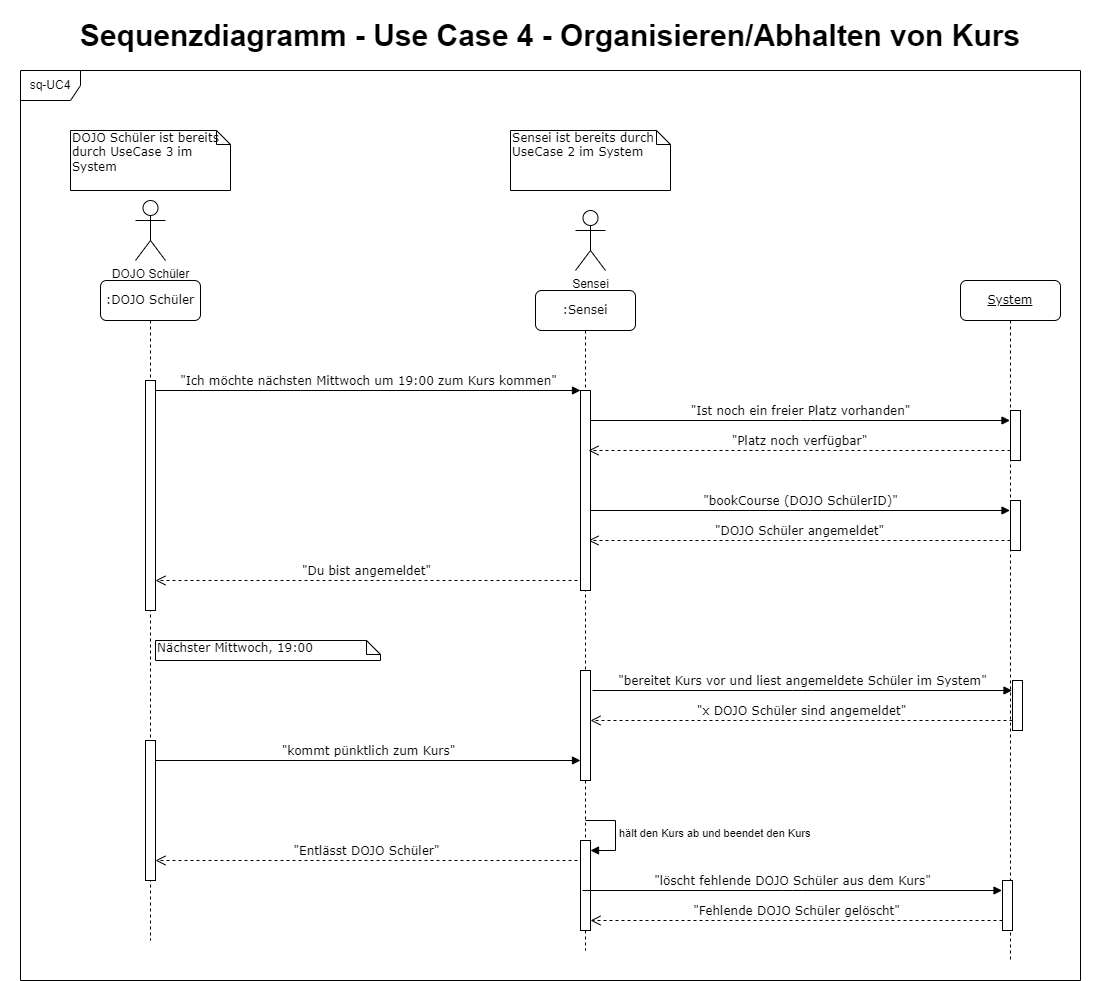 Sequenzdiagramm - Use Case 4 - Organisieren/Abhalten von Kurs
sq-UC4
DOJO Schüler ist bereits
durch UseCase 3 im
System
Sensei ist bereits durch
UseCase 2 im System
DOJO Schüler
:DOJO Schüler
Sensei
:Sensei
System
"Ich möchte nächsten Mittwoch um 19:00 zum Kurs kommen"
"Ist noch ein freier Platz vorhanden"
"Platz noch verfügbar"
"bookCourse (DOJO SchülerID)"
"DOJO Schüler angemeldet"
"Du bist angemeldet"
Nächster Mittwoch, 19:00
"bereitet Kurs vor und liest angemeldete Schüler im System"
"x DOJO Schüler sind angemeldet"
"kommt pünktlich zum Kurs"
hält den Kurs ab und beendet den Kurs
"Entlässt DOJO Schüler"
"löscht fehlende DOJO Schüler aus dem Kurs"
"Fehlende DOJO Schüler gelöscht"